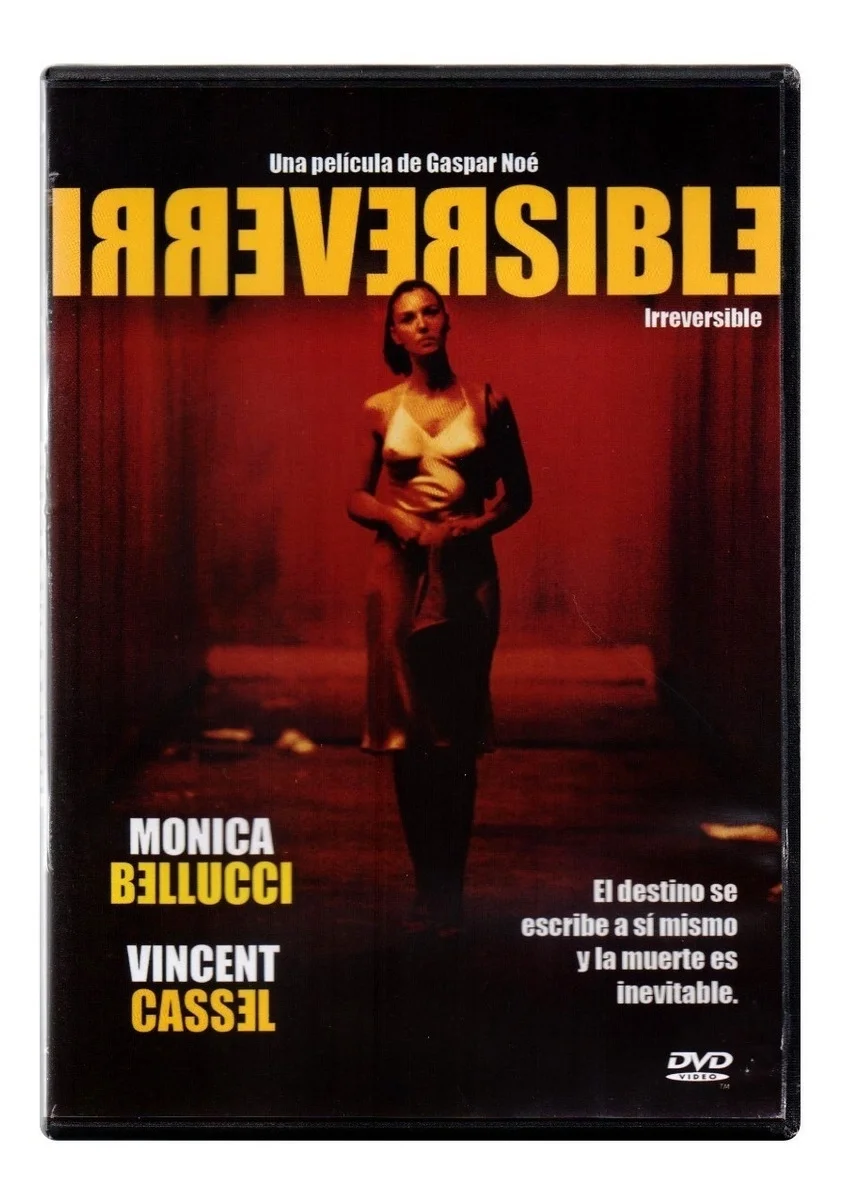 Una película de Gaspar Noé
IRREVERSIBLE
Irreversible
MONICA
BELLUCCI
VINCENT
CASSEL
El destino se
escribe a sí mismo
y la muerte es
inevitable.
DVD
VIDEO
TM